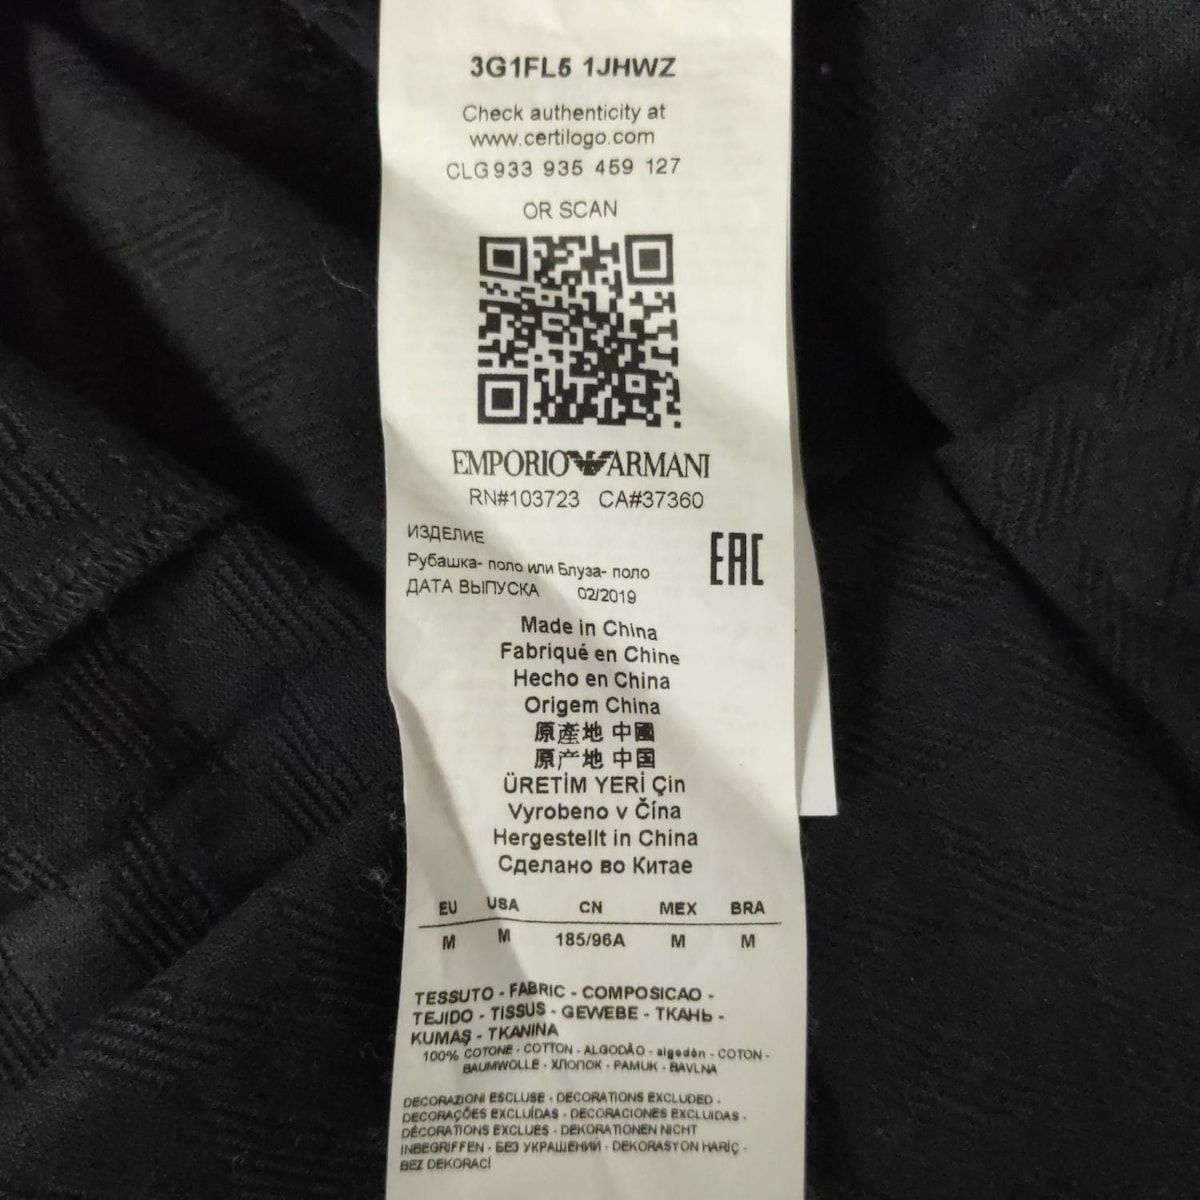 3G1FL5 1JHWZ
Check authenticity at
www.certilogo.com
CLG 933 935 459 127
OR SCAN
EMPORIO ARMANI
RN#103723 CA#37360
ИЗДЕЛИЕ
Рубашка- поло или Блуза- поло
EAC
ДАТА ВЫПУСКА 02/2019
Made in China
Fabriqué en Chine
Hecho en China
Origem China
原產地 中國
原产地 中国
ÜRETİM YERİ Çin
Vyrobeno v Čína
Hergestellt in China
Сделано во Китае
EU USA CN MEX BRA
M M 185/96A M M
TESSUTO - FABRIC - COMPOSICAO -
TEJIDO - TISSUS - GEWEBE - ТКАНЬ -
KUMAŞ - TKANINA
100% COTONE - COTTON - ALGODÃO - algodón - COTON -
BAUMWOLLE - ХЛОПОК - PAMUK - BAVLNA
DECORAZIONI ESCLUSE - DECORATIONS EXCLUDED -
DECORAÇÕES EXCLUÍDAS - DECORACIONES EXCLUIDAS -
DÉCORATIONS EXCLUES - DEKORATIONEN NICHT
INBEGRIFFEN - БЕЗ УКРАШЕНИЙ - DEKORASYON HARİÇ -
BEZ DEKORACÍ